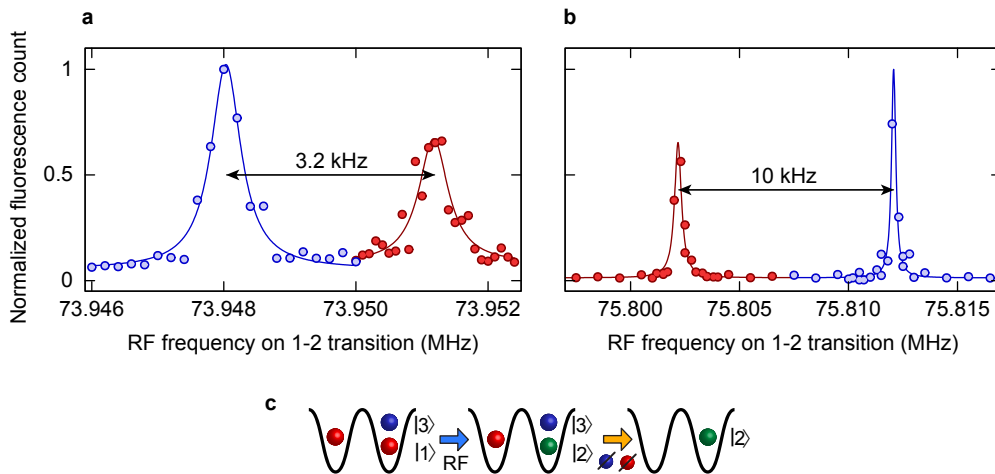 a
b
Normalized fluorescence count
1
0.5
0
3.2 kHz
10 kHz
73.946 73.948 73.950 73.952
75.800 75.805 75.810 75.815
RF frequency on 1-2 transition (MHz)
RF frequency on 1-2 transition (MHz)
c
|3⟩
|1⟩
RF
|3⟩
|2⟩
|2⟩